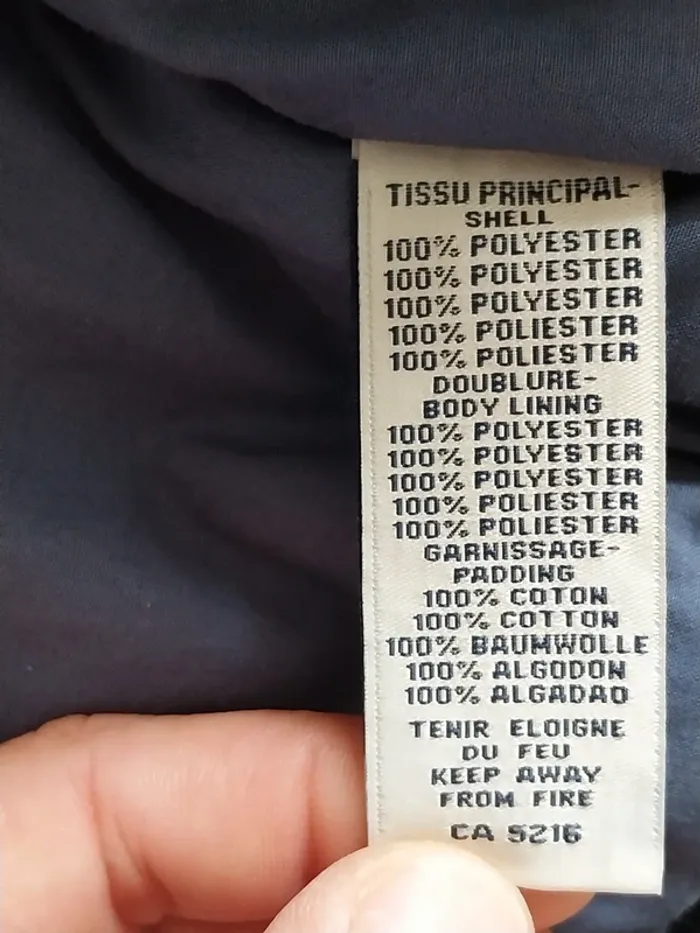 TISSU PRINCIPAL-
SHELL
100% POLYESTER
100% POLYESTER
100% POLYESTER
100% POLIESTER
100% POLIESTER
DOUBLURE-
BODY LINING
100% POLYESTER
100% POLYESTER
100% POLYESTER
100% POLIESTER
100% POLIESTER
GARNISSAGE-
PADDING
100% COTON
100% COTTON
100% BAUMWOLLE
100% ALGODON
100% ALGADAO
TENIR ELOIGNE
DU FEU
KEEP AWAY
FROM FIRE
CA 5216